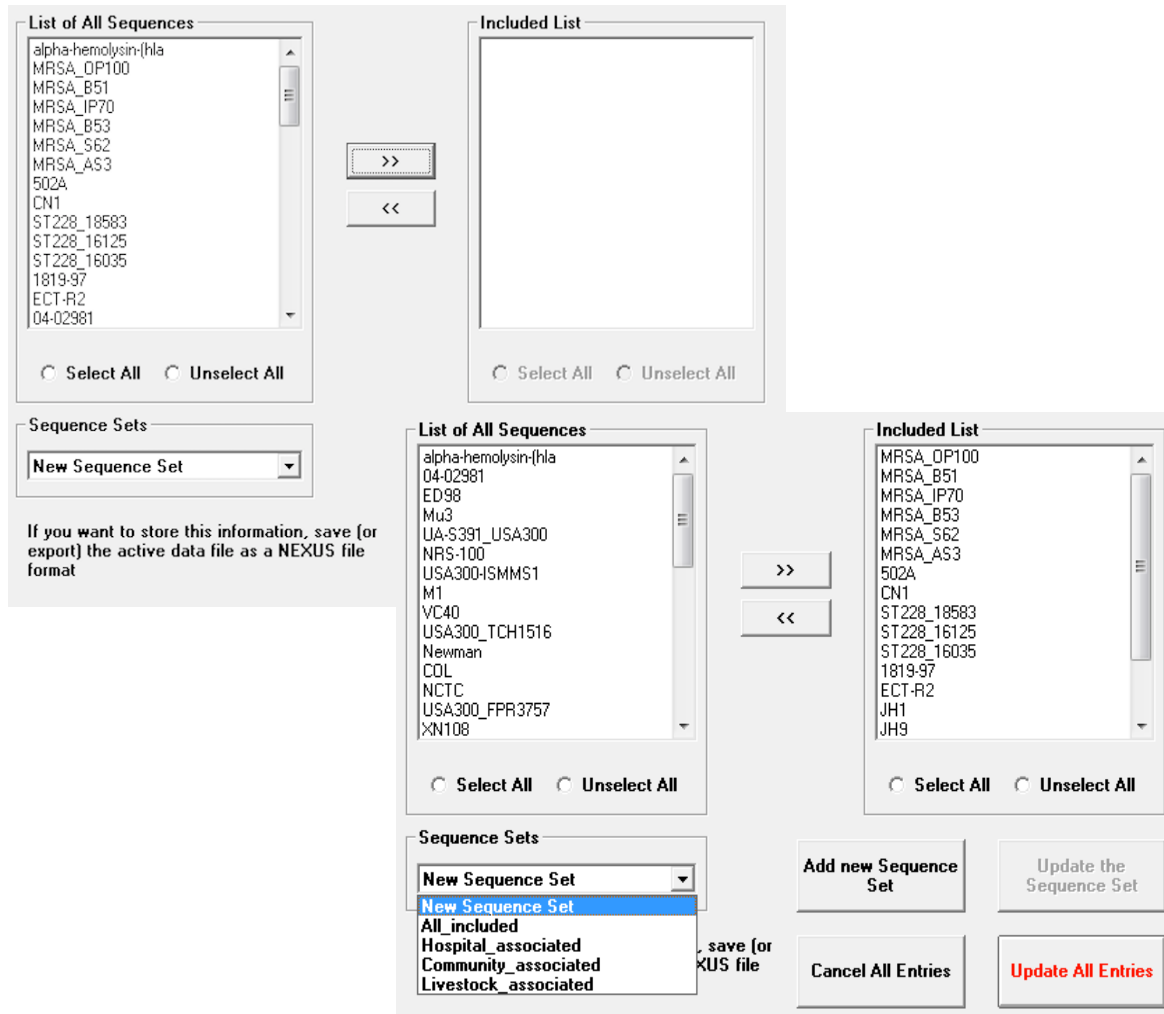 List of All Sequences
alpha-hemolysin-(hla
MRSA_OP100
MRSA_B51
MRSA_IP70
MRSA_B53
MRSA_S62
MRSA_AS3
502A
CN1
ST228_18583
ST228_16125
ST228_16035
1819-97
ECT-R2
04-02981
Select All Unselect All
>>
<<
Included List
Select All Unselect All
Sequence Sets
New Sequence Set
If you want to store this information, save (or
export) the active data file as a NEXUS file
format
List of All Sequences
alpha-hemolysin-(hla
04-02981
ED98
Mu3
UA-S391_USA300
NRS-100
USA300-ISMMS1
M1
VC40
USA300_TCH1516
Newman
COL
NCTC
USA300_FPR3757
XN108
Select All Unselect All
>>
<<
Included List
MRSA_OP100
MRSA_B51
MRSA_IP70
MRSA_B53
MRSA_S62
MRSA_AS3
502A
CN1
ST228_18583
ST228_16125
ST228_16035
1819-97
ECT-R2
JH1
JH9
Select All Unselect All
Sequence Sets
New Sequence Set
New Sequence Set
All_included
Hospital_associated
Community_associated
Livestock_associated
, save (or
XUS file
Add new Sequence
Set
Update the
Sequence Set
Cancel All Entries
Update All Entries